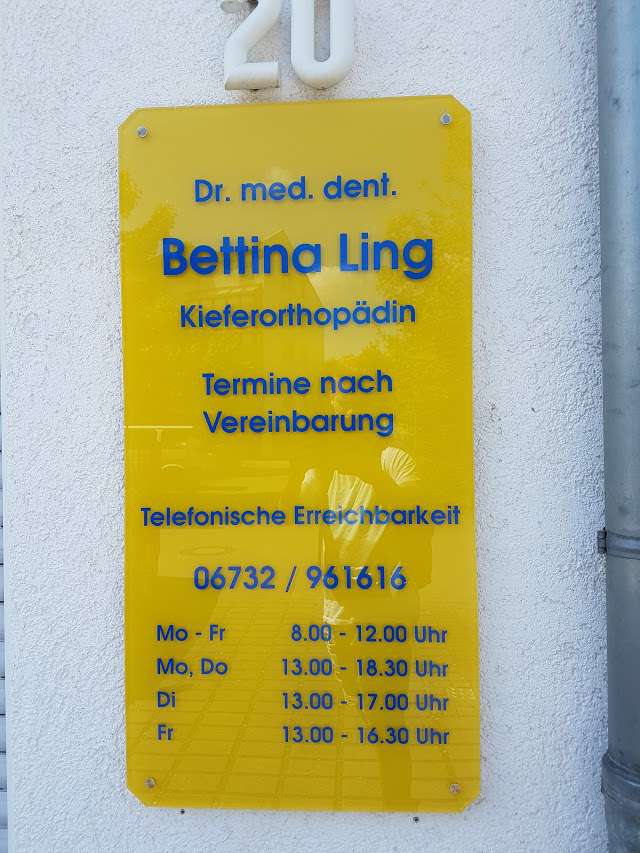 20
Dr. med. dent.
Bettina Ling
Kieferorthopädin
Termine nach
Vereinbarung
Telefonische Erreichbarkeit
06732 / 961616
Mo - Fr 8.00 - 12.00 Uhr
Mo, Do 13.00 - 18.30 Uhr
Di 13.00 - 17.00 Uhr
Fr 13.00 - 16.30 Uhr